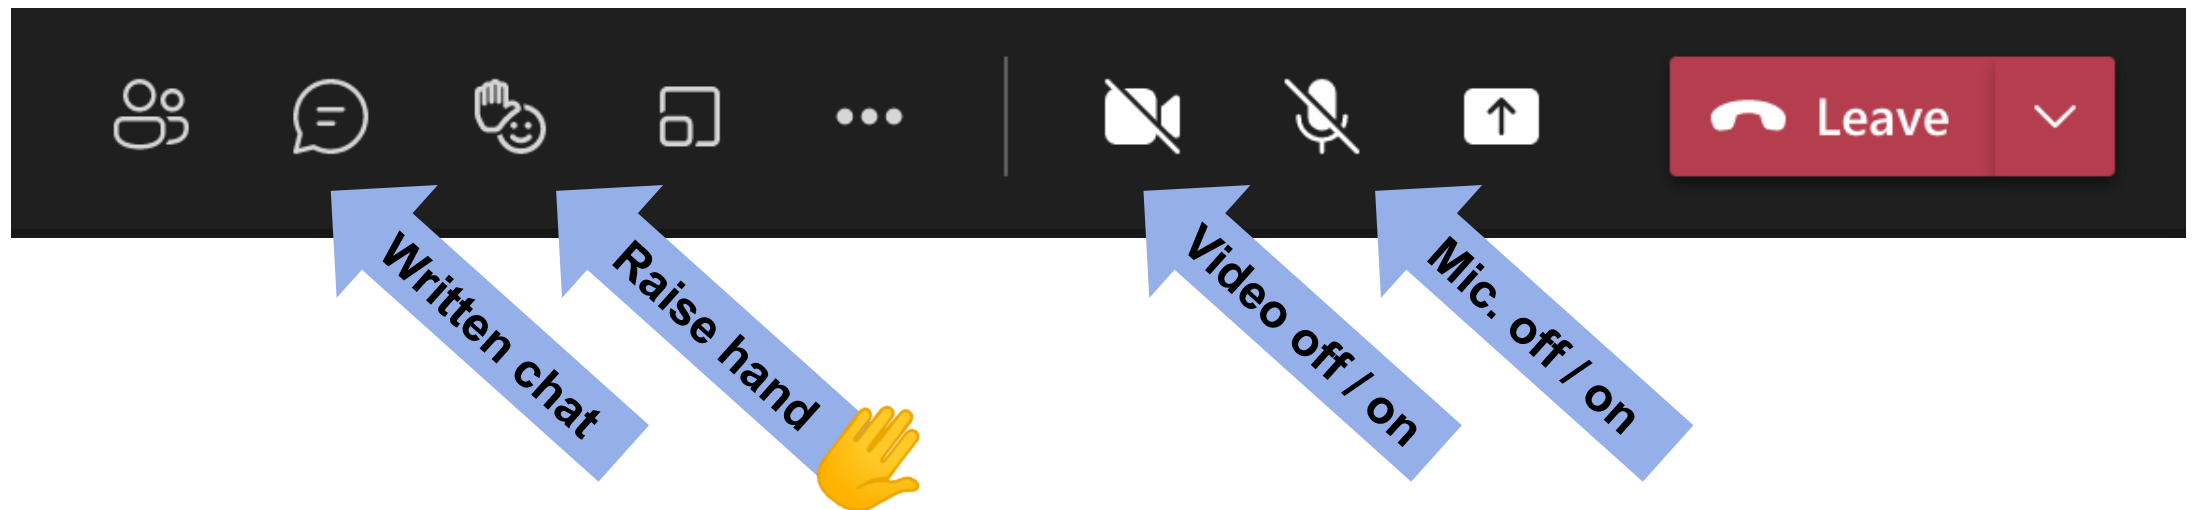 Leave
Written chat
Raise hand
Video off / on
Mic. off / on